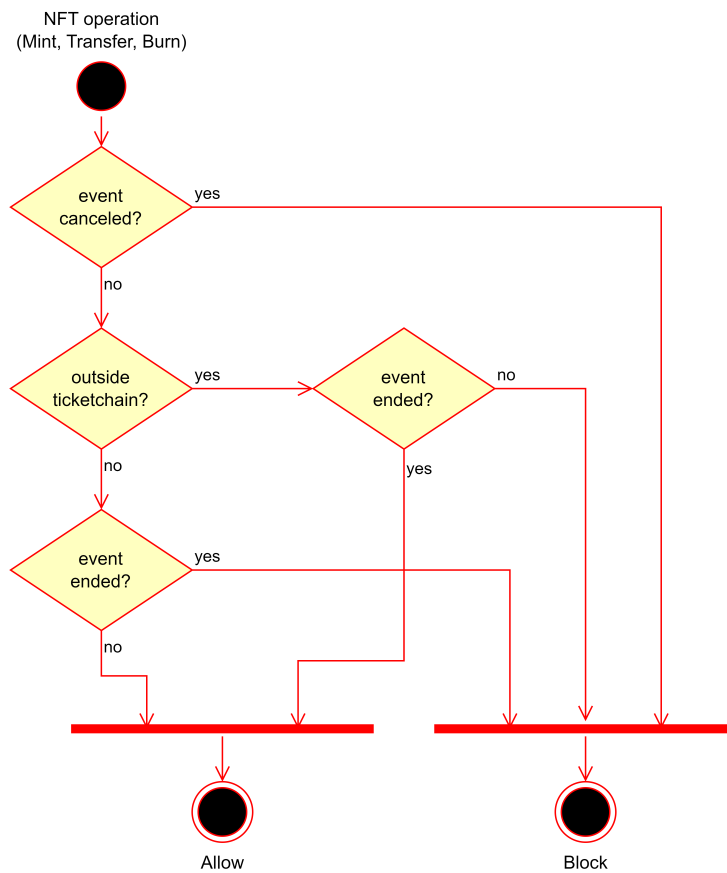 NFT operation
(Mint, Transfer, Burn)
event
canceled?
yes
no
outside
ticketchain?
yes
event
ended?
no
no
yes
event
ended?
yes
no
Allow
Block